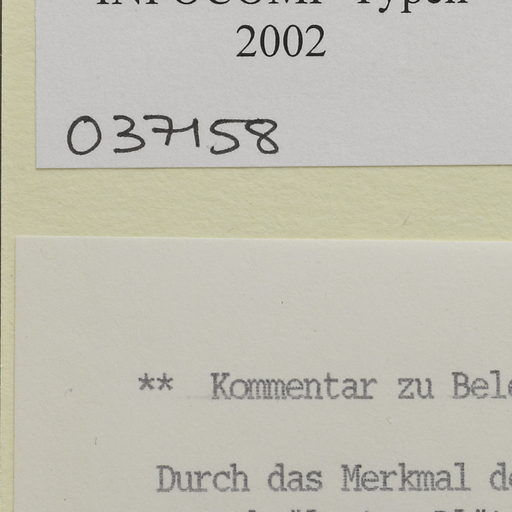 2002
037158
** Kommentar zu
Durch das Merkmal